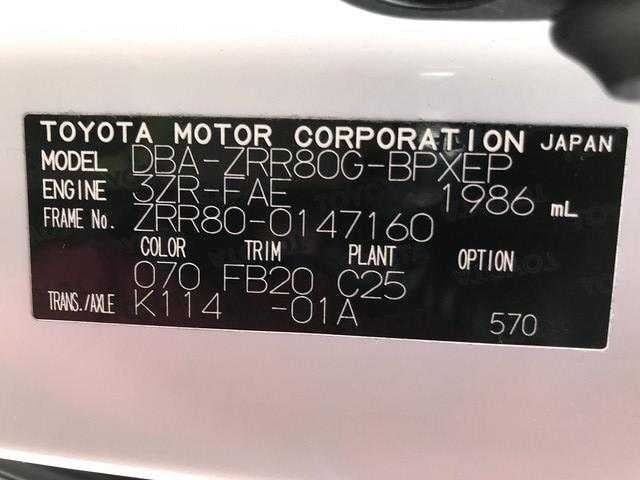 TOYOTA MOTOR CORPORATION JAPAN
MODEL DBA-ZRR80G-BPXEP
ENGINE 3ZR-FAE 1986 mL
FRAME No. ZRR80-0147160
COLOR TRIM PLANT OPTION
070 FB20 C25
TRANS./AXLE K114 -01A 570